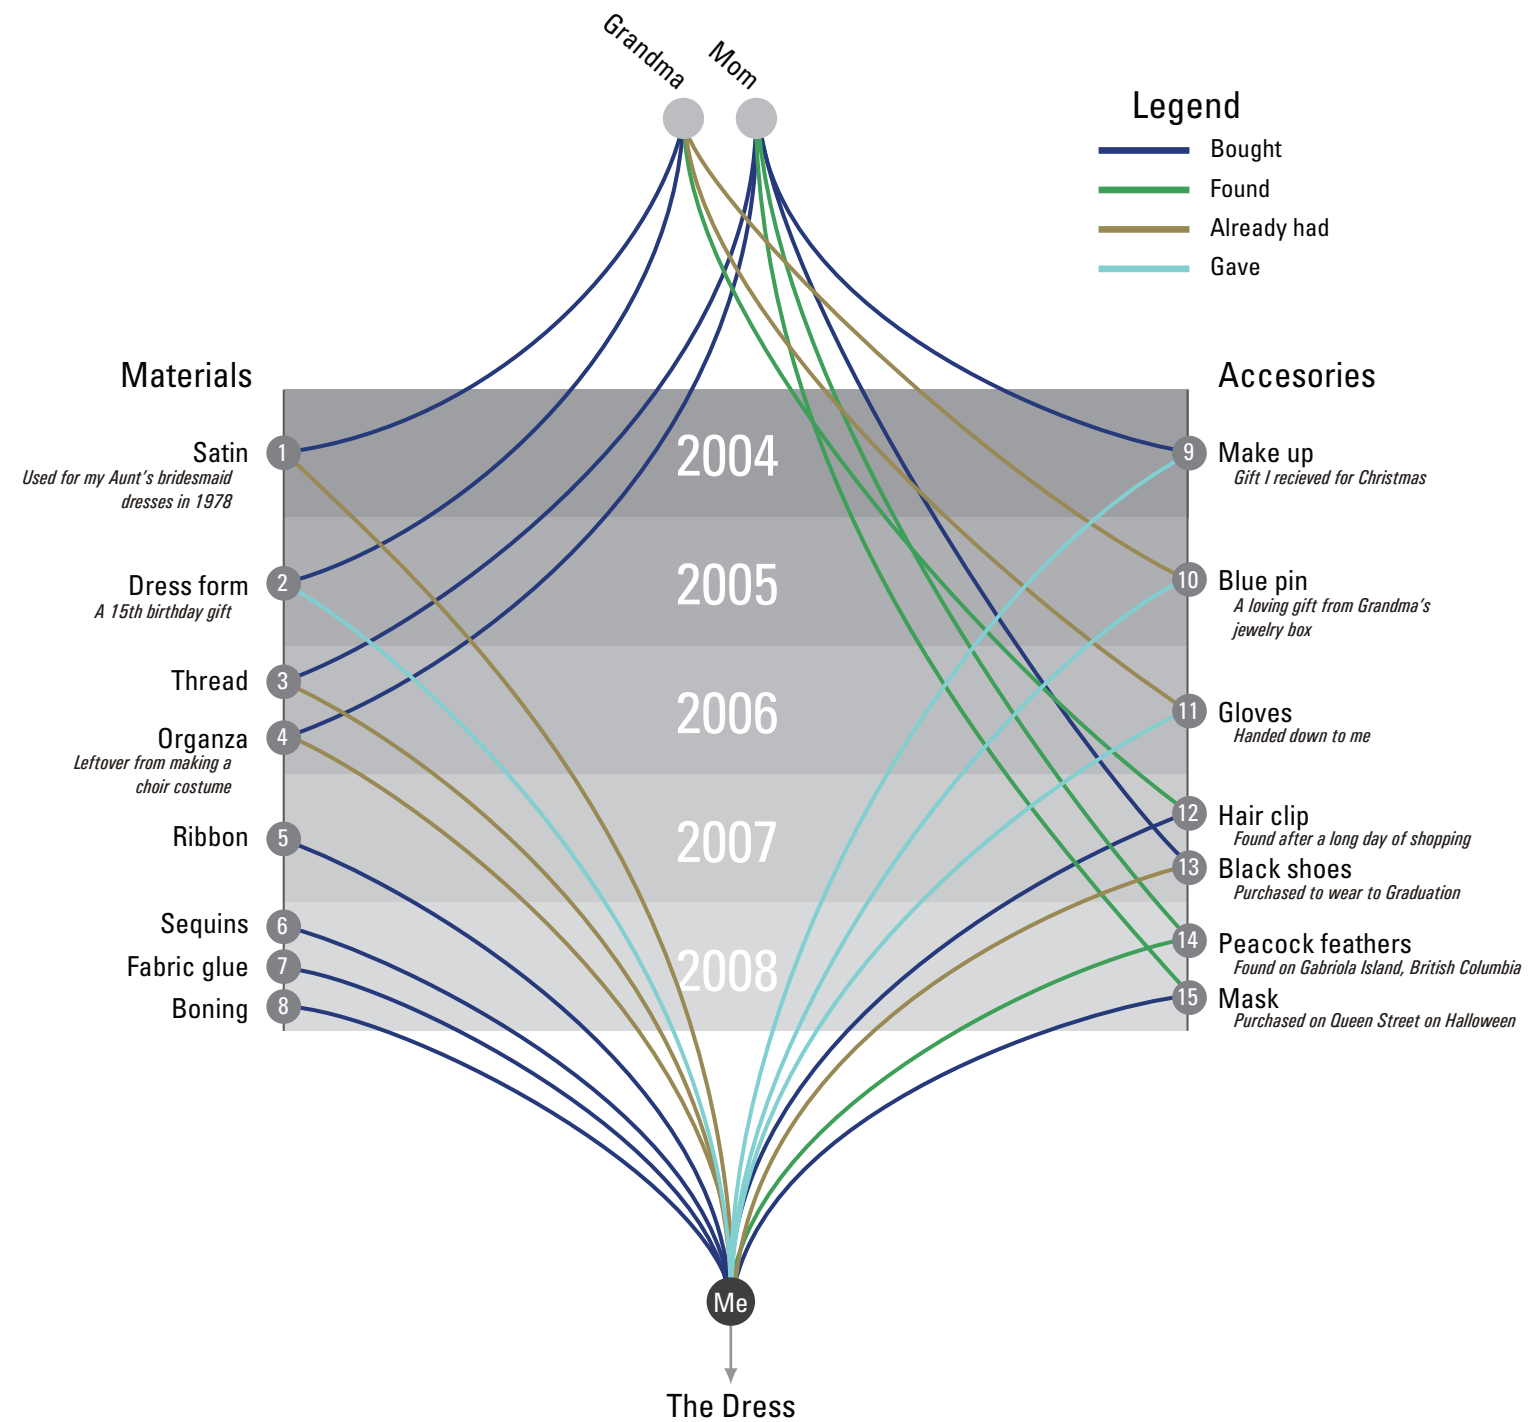 Grandma
Mom
Legend
Bought
Found
Already had
Gave
Materials
1
Satin
Used for my Aunt's bridesmaid
dresses in 1978
2
Dress form
A 15th birthday gift
3
Thread
4
Organza
Leftover from making a
choir costume
5
Ribbon
6
Sequins
7
Fabric glue
8
Boning
2004
2005
2006
2007
2008
Accesories
9
Make up
Gift I recieved for Christmas
10
Blue pin
A loving gift from Grandma's
jewelry box
11
Gloves
Handed down to me
12
Hair clip
Found after a long day of shopping
13
Black shoes
Purchased to wear to Graduation
14
Peacock feathers
Found on Gabriola Island, British Columbia
15
Mask
Purchased on Queen Street on Halloween
Me
The Dress